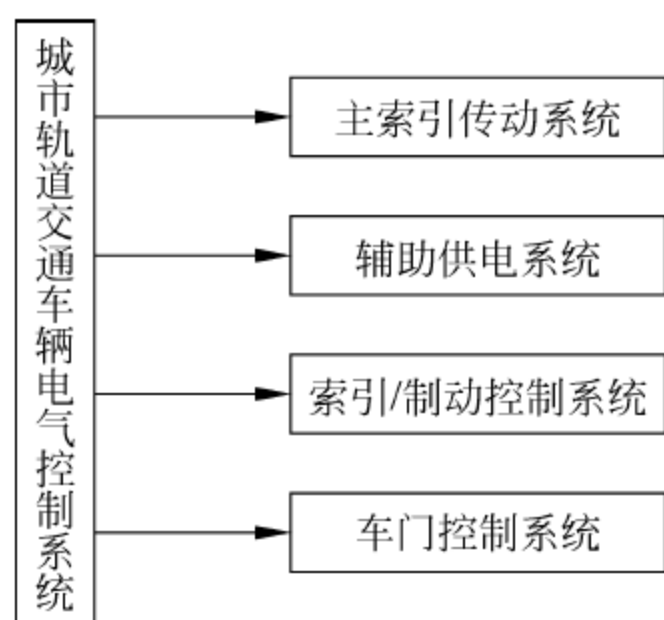 城市轨道交通车辆电气控制系统
主索引传动系统
辅助供电系统
索引/制动控制系统
车门控制系统